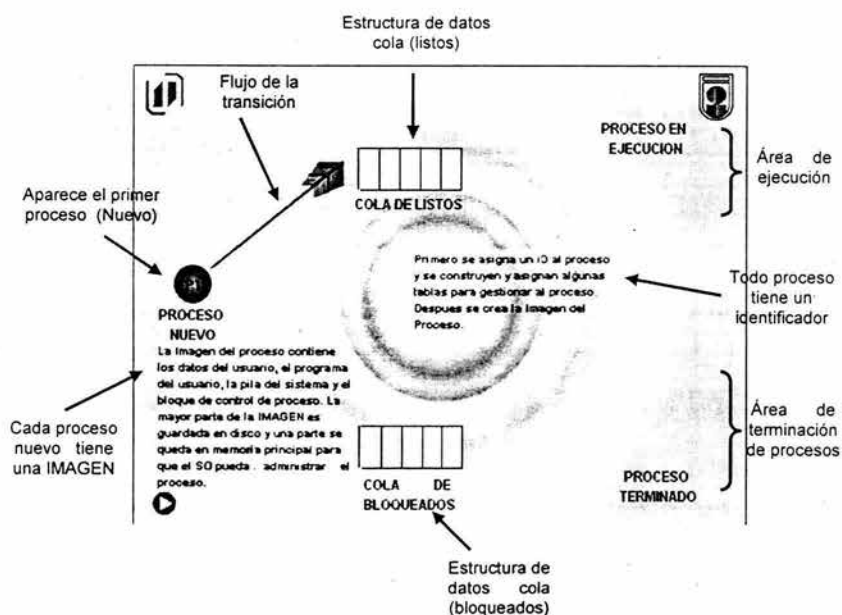 Estructura de datos
cola (listos)
Flujo de la
transición
PROCESO EN
EJECUCION
Área de
ejecución
Aparece el primer
proceso (Nuevo)
COLA DE LISTOS
P1
PROCESO
NUEVO
Primero se asigna un ID al proceso
y se construyen y asignan algunas
tablas para gestionar al proceso.
Despues se crea la Imagen del
Proceso.
Todo proceso
tiene un
identificador
La Imagen del proceso contiene
los datos del usuario, el programa
del usuario, la pila del sistema y el
bloque de control de proceso. La
mayor parte de la IMAGEN es
guardada en disco y una parte se
queda en memoria principal para
que el SO pueda . administrar el
proceso.
Cada proceso
nuevo tiene
una IMAGEN
Área de
terminación
de procesos
COLA DE
BLOQUEADOS
PROCESO
TERMINADO
Estructura de
datos cola
(bloqueados)